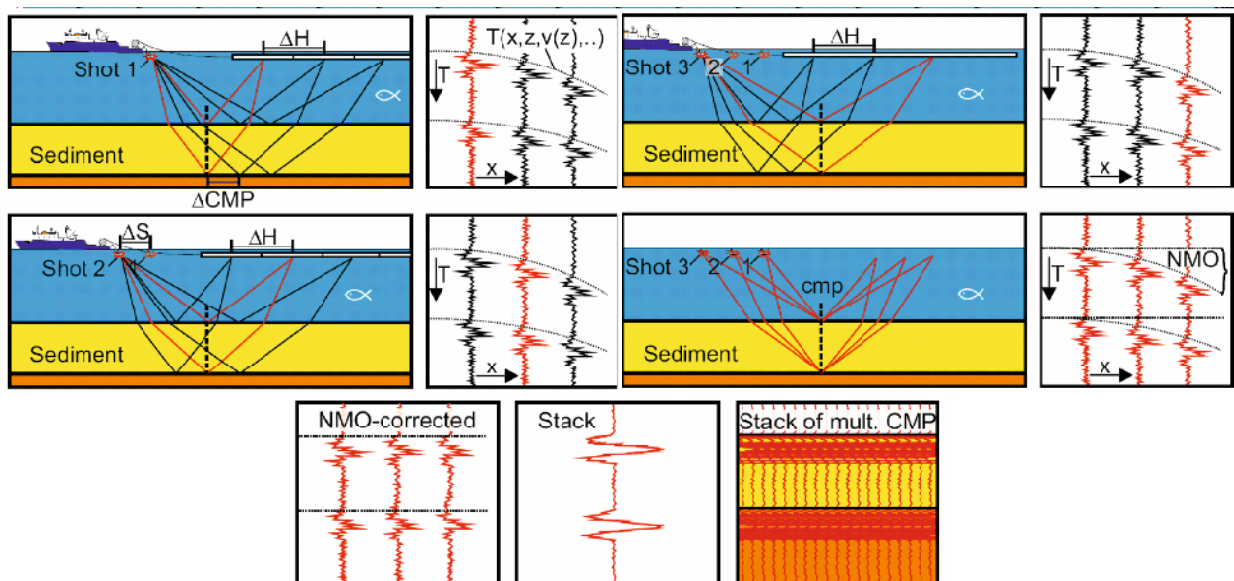 ΔH
Shot 1
Sediment
ΔCMP
T(x,z,v(z),..)
T
x
ΔH
Shot 3 2 1
T
x
ΔS
ΔH
Shot 2 1
Sediment
T
x
Shot 3 2 1
cmp
Sediment
NMO
T
x
NMO-corrected
Stack
Stack of mult. CMP